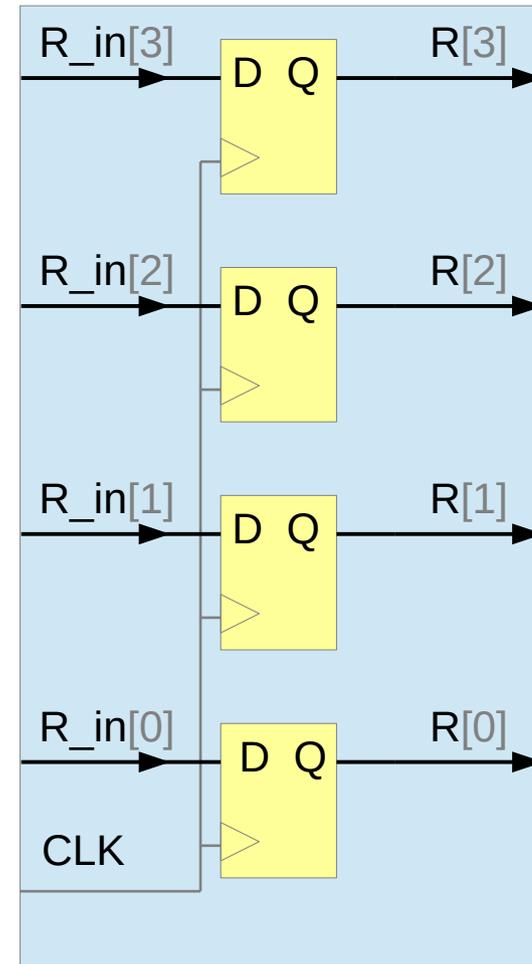 R_in[3]
R[3]
D Q
R_in[2]
R[2]
D Q
R_in[1]
R[1]
D Q
R_in[0]
R[0]
D Q
CLK